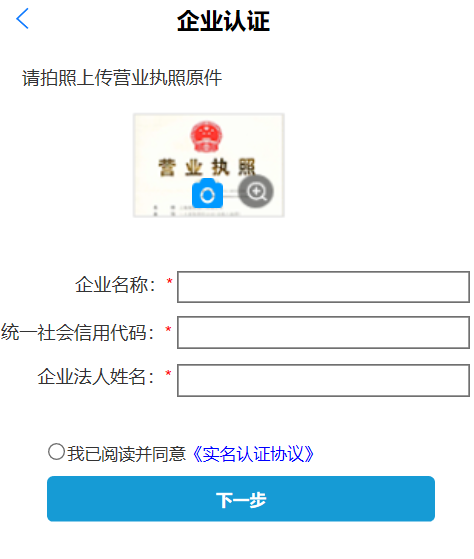 企业认证
请拍照上传营业执照原件
营业执照
企业名称：*
统一社会信用代码：*
企业法人姓名：*
我已阅读并同意《实名认证协议》
下一步